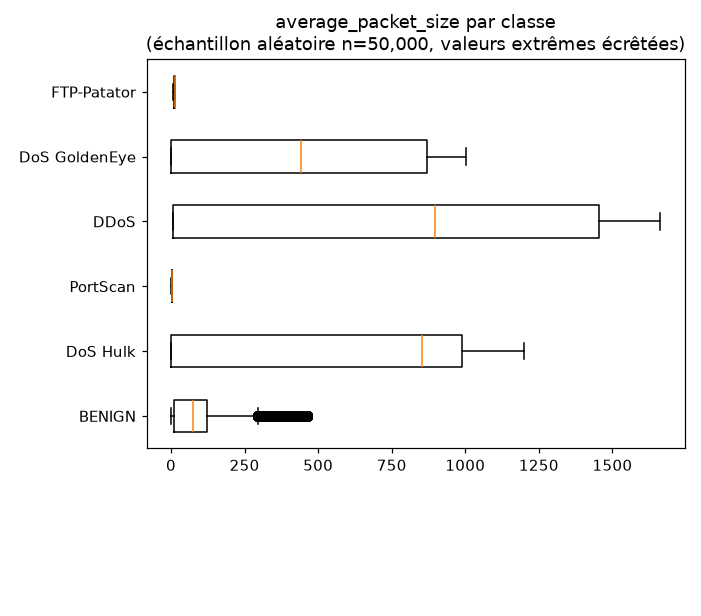 average_packet_size par classe
(échantillon aléatoire n=50,000, valeurs extrêmes écrêtées)
FTP-Patator
DoS GoldenEye
DDoS
PortScan
DoS Hulk
BENIGN
0 250 500 750 1000 1250 1500